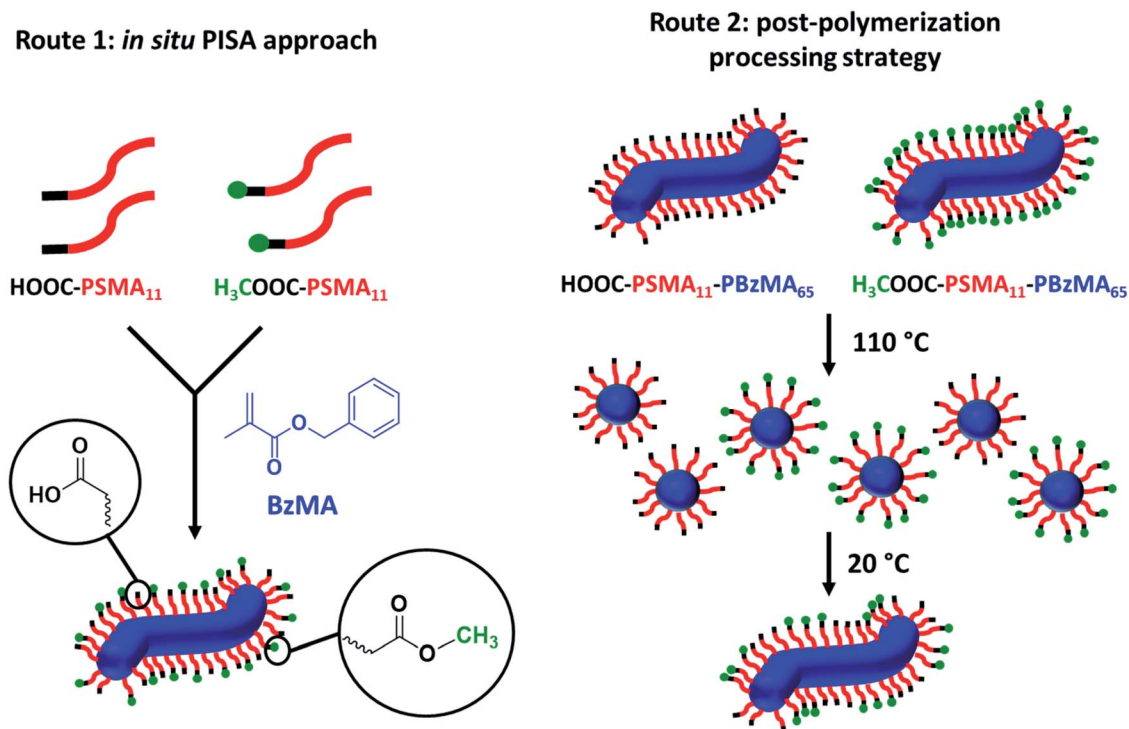 Route 1: in situ PISA approach
HOOC-PSMA₁₁
H₃COOC-PSMA₁₁
O
O
BzMA
O
HO
O
O
CH₃
Route 2: post-polymerization
processing strategy
HOOC-PSMA₁₁-PBzMA₆₅
H₃COOC-PSMA₁₁-PBzMA₆₅
110 °C
20 °C